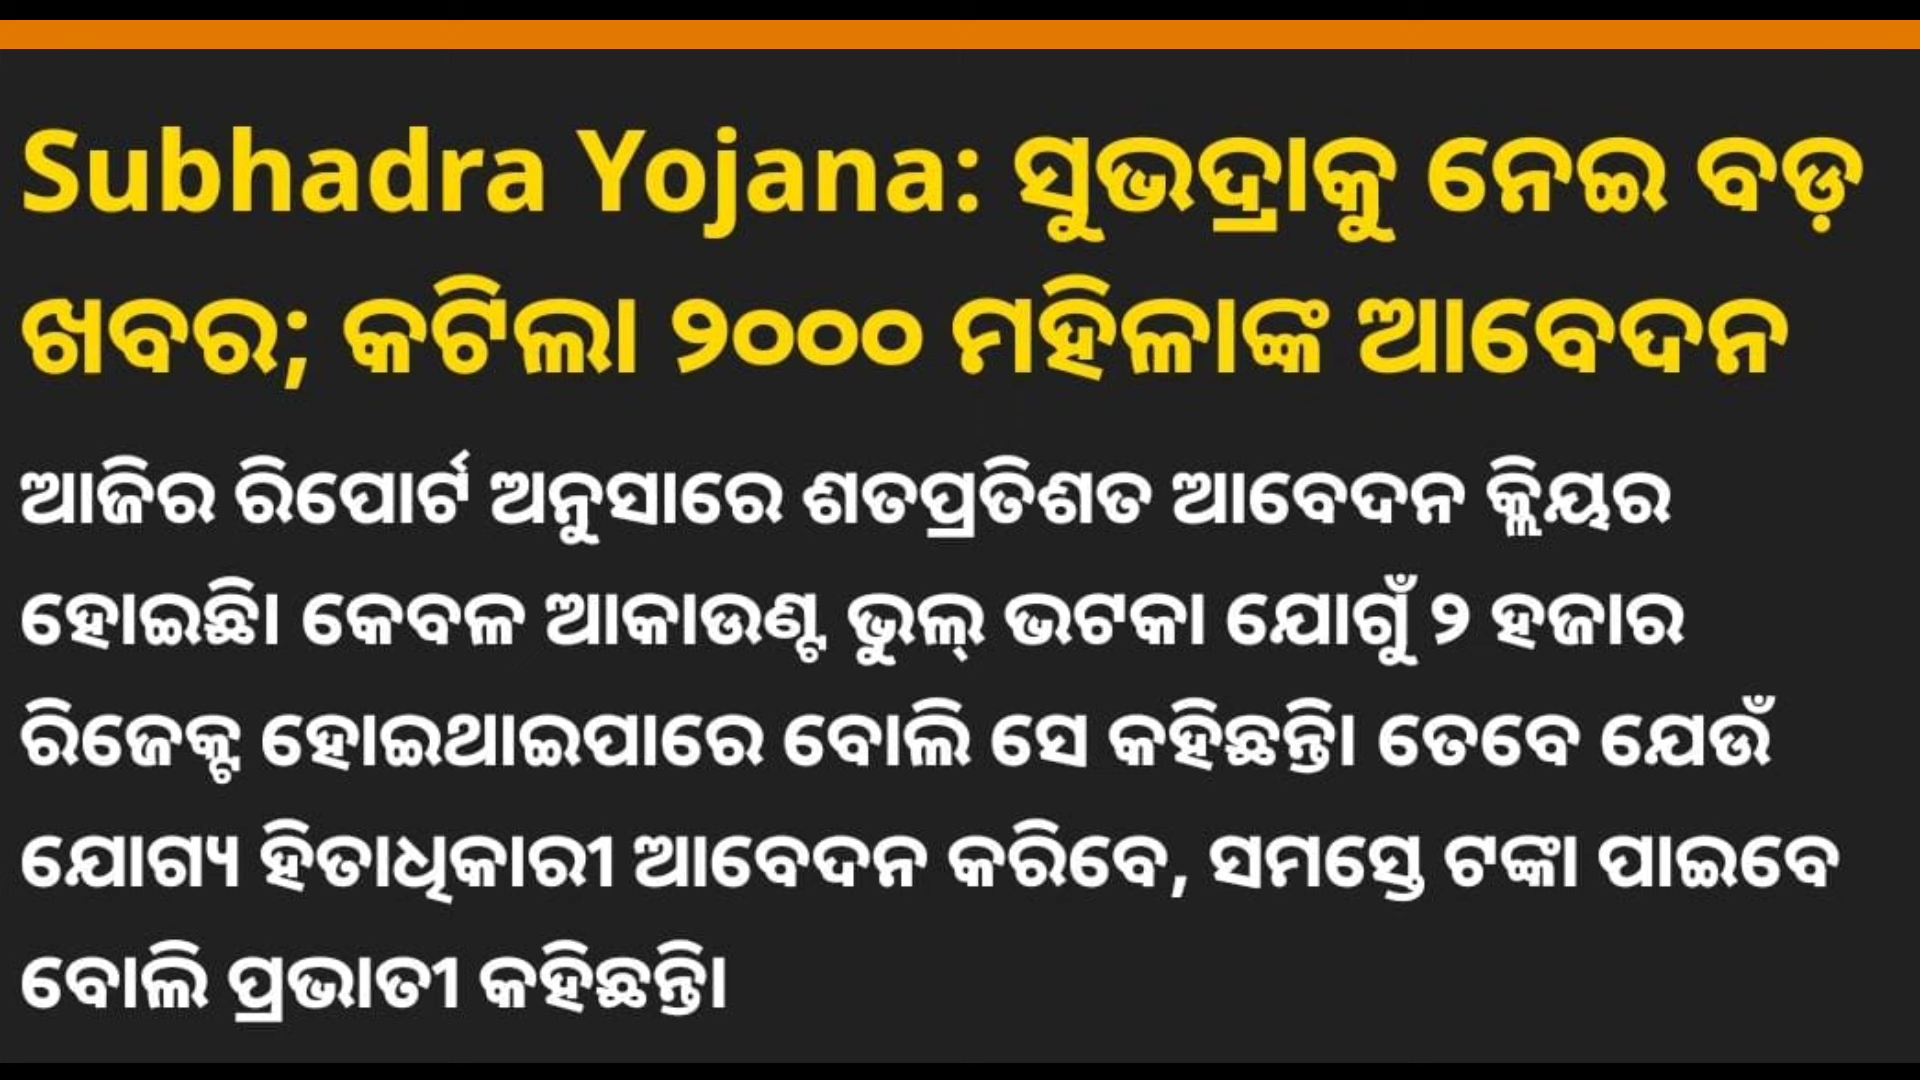 Subhadra Yojana: ସୁଭଦ୍ରାକୁ ନେଇ ବଡ଼
ଖବର; କଟିଲା ୨୦୦୦ ମହିଳାଙ୍କ ଆବେଦନ
ଆଜିର ରିପୋର୍ଟ ଅନୁସାରେ ଶତପ୍ରତିଶତ ଆବେଦନ କ୍ଲିୟର
ହୋଇଛି। କେବଳ ଆକାଉଣ୍ଟ ଭୁଲ୍ ଭଟକା ଯୋଗୁଁ ୨ ହଜାର
ରିଜେକ୍ଟ ହୋଇଥାଇପାରେ ବୋଲି ସେ କହିଛନ୍ତି। ତେବେ ଯେଉଁ
ଯୋଗ୍ୟ ହିତାଧିକାରୀ ଆବେଦନ କରିବେ, ସମସ୍ତେ ଟଙ୍କା ପାଇବେ
ବୋଲି ପ୍ରଭାତୀ କହିଛନ୍ତି।